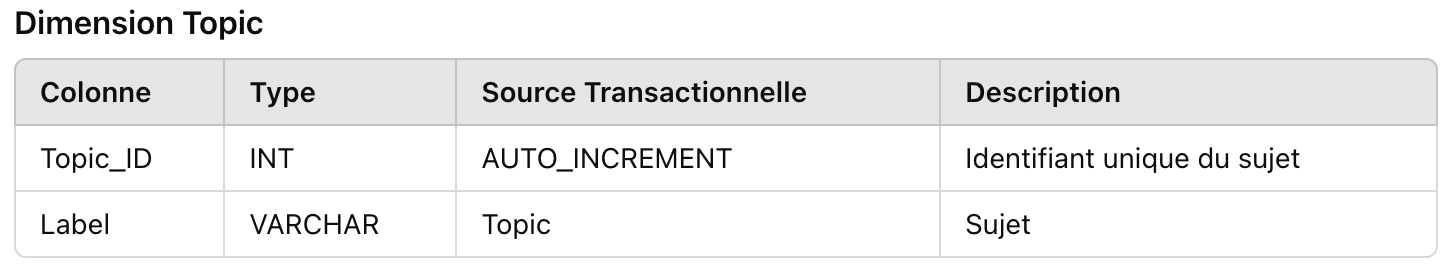 Dimension Topic
Colonne Type Source Transactionnelle Description
Topic_ID INT AUTO_INCREMENT Identifiant unique du sujet
Label VARCHAR Topic Sujet